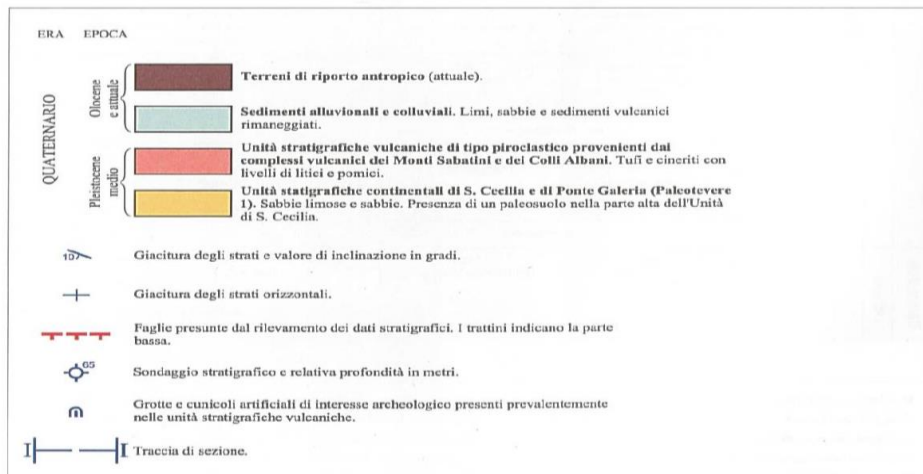 ERA EPOCA
QUATERNARIO
Olocene
e attuale
Terreni di riporto antropico (attuale).
Sedimenti alluvionali e colluviali. Limi, sabbie e sedimenti vulcanici
rimaneggiati.
Pleistocene
medio
Unità stratigrafiche vulcaniche di tipo piroclastico provenienti dai
complessi vulcanici dei Monti Sabatini e dei Colli Albani. Tufi e cineriti con
livelli di litici e pomici.
Unità statigrafiche continentali di S. Cecilia e di Ponte Galeria (Paleotevere
1). Sabbie limose e sabbie. Presenza di un paleosuolo nella parte alta dell'Unità
di S. Cecilia.
10
Giacitura degli strati e valore di inclinazione in gradi.
Giacitura degli strati orizzontali.
Faglie presunte dal rilevamento dei dati stratigrafici. I trattini indicano la parte
bassa.
65
Sondaggio stratigrafico e relativa profondità in metri.
Grotte e cunicoli artificiali di interesse archeologico presenti prevalentemente
nelle unità stratigrafiche vulcaniche.
I I Traccia di sezione.